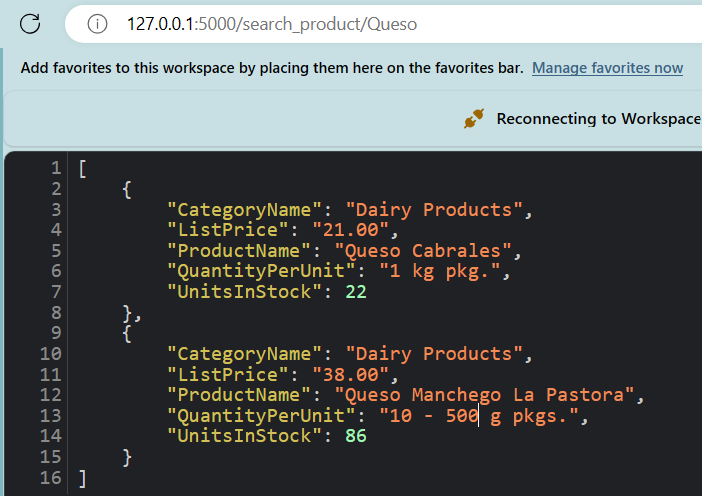 127.0.0.1:5000/search_product/Queso
Add favorites to this workspace by placing them here on the favorites bar. Manage favorites now
Reconnecting to Workspace
1 [
2 {
3 "CategoryName": "Dairy Products",
4 "ListPrice": "21.00",
5 "ProductName": "Queso Cabrales",
6 "QuantityPerUnit": "1 kg pkg.",
7 "UnitsInStock": 22
8 },
9 {
10 "CategoryName": "Dairy Products",
11 "ListPrice": "38.00",
12 "ProductName": "Queso Manchego La Pastora",
13 "QuantityPerUnit": "10 - 500 g pkgs.",
14 "UnitsInStock": 86
15 }
16 ]